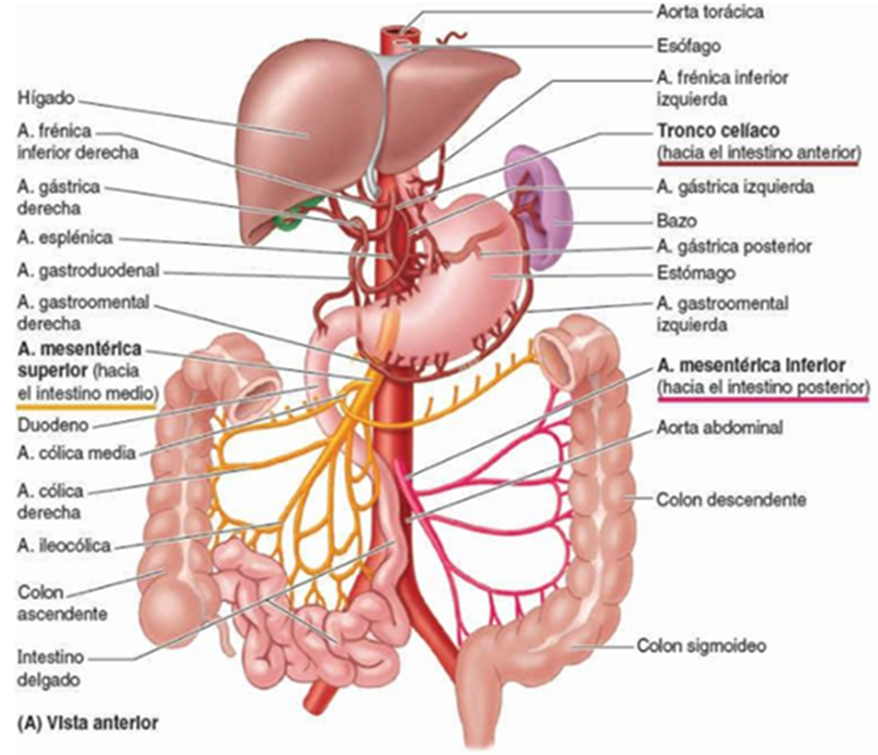 Aorta torácica
Esófago
A. frénica inferior
izquierda
Tronco celíaco
(hacia el intestino anterior)
A. gástrica izquierda
Bazo
A. gástrica posterior
Estómago
A. gastroomental
izquierda
A. mesentérica inferior
(hacia el intestino posterior)
Aorta abdominal
Colon descendente
Colon sigmoideo
Hígado
A. frénica
inferior derecha
A. gástrica
derecha
A. esplénica
A. gastroduodenal
A. gastroomental
derecha
A. mesentérica
superior (hacia
el intestino medio)
Duodeno
A. cólica media
A. cólica
derecha
A. ileocólica
Colon
ascendente
Intestino
delgado
(A) Vista anterior